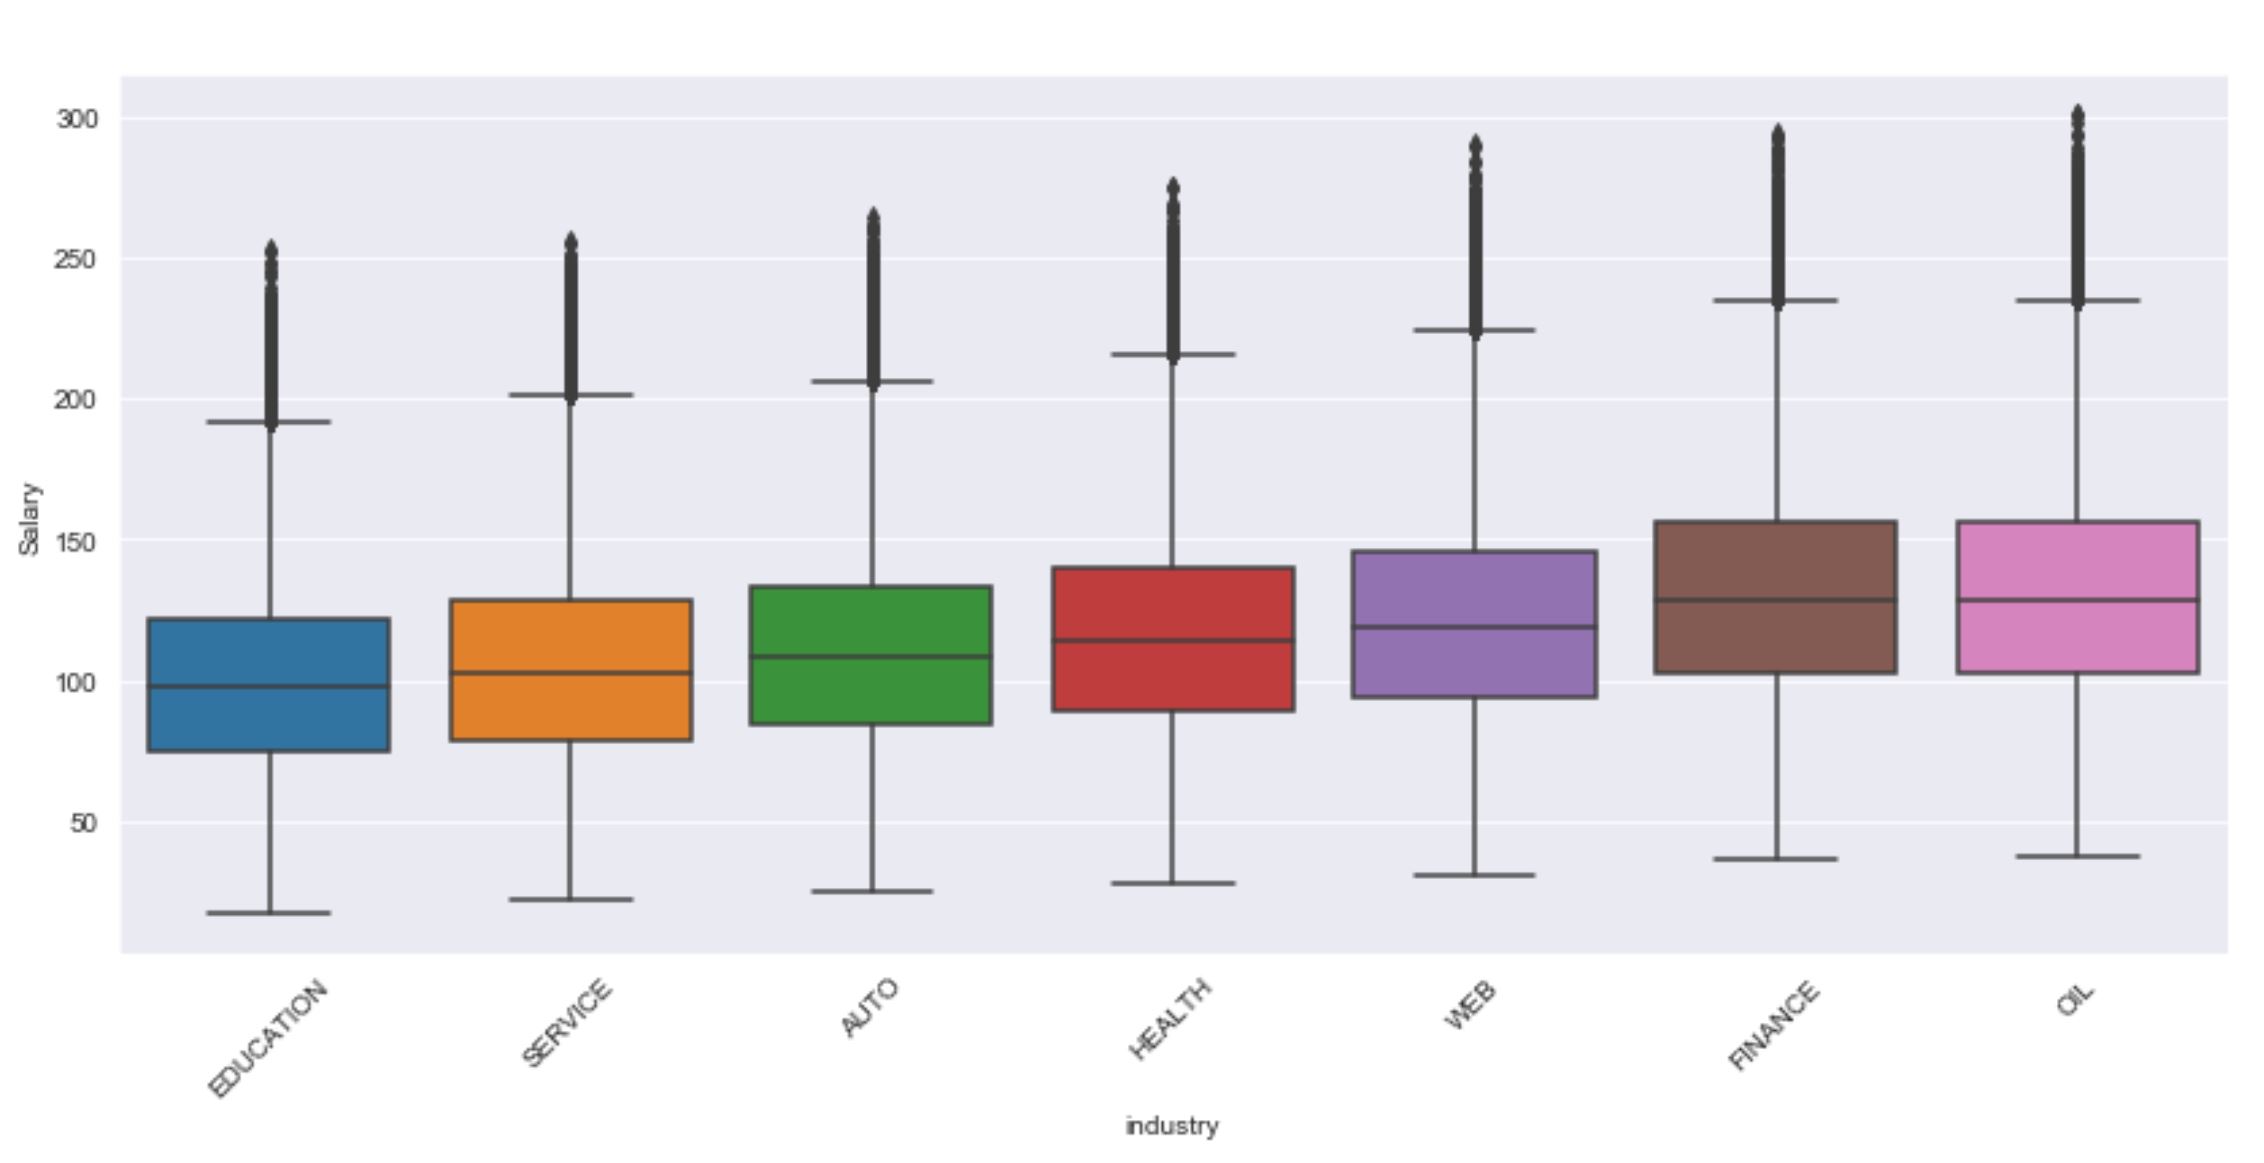 300
250
200
150
100
50
Salary
EDUCATION
SERVICE
AUTO
HEALTH
WEB
FINANCE
OIL
industry